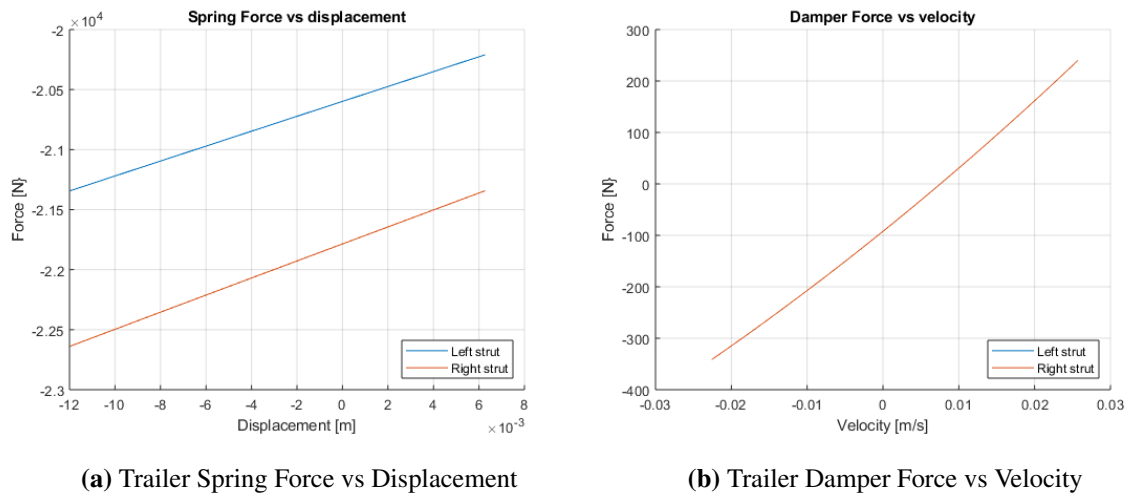 Spring Force vs displacement
×10⁴
-2
-2.05
-2.1
-2.15
-2.2
-2.25
-2.3
Force [N}
-12 -10 -8 -6 -4 -2 0 2 4 6 8
Displacement [m]
×10⁻³
Left strut
Right strut
Damper Force vs velocity
300
200
100
0
-100
-200
-300
-400
Force [N}
-0.03 -0.02 -0.01 0 0.01 0.02 0.03
Velocity [m/s]
Left strut
Right strut
(a) Trailer Spring Force vs Displacement
(b) Trailer Damper Force vs Velocity